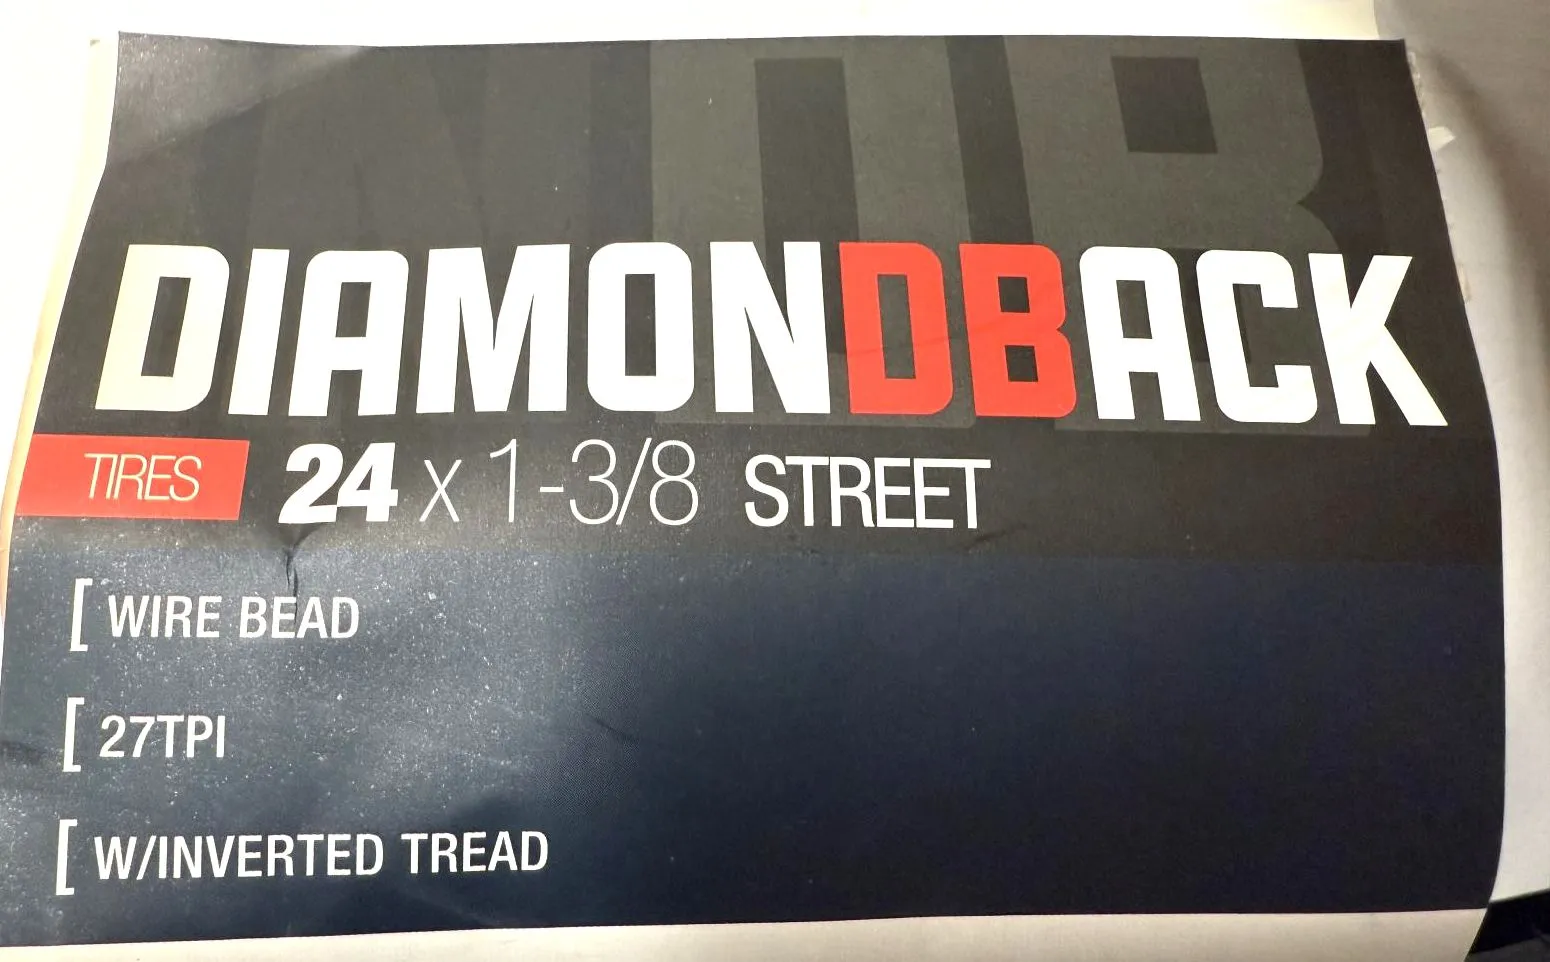 DIAMONDBACK
TIRES 24 x 1-3/8 STREET
[ WIRE BEAD
[ 27TPI
[ W/INVERTED TREAD